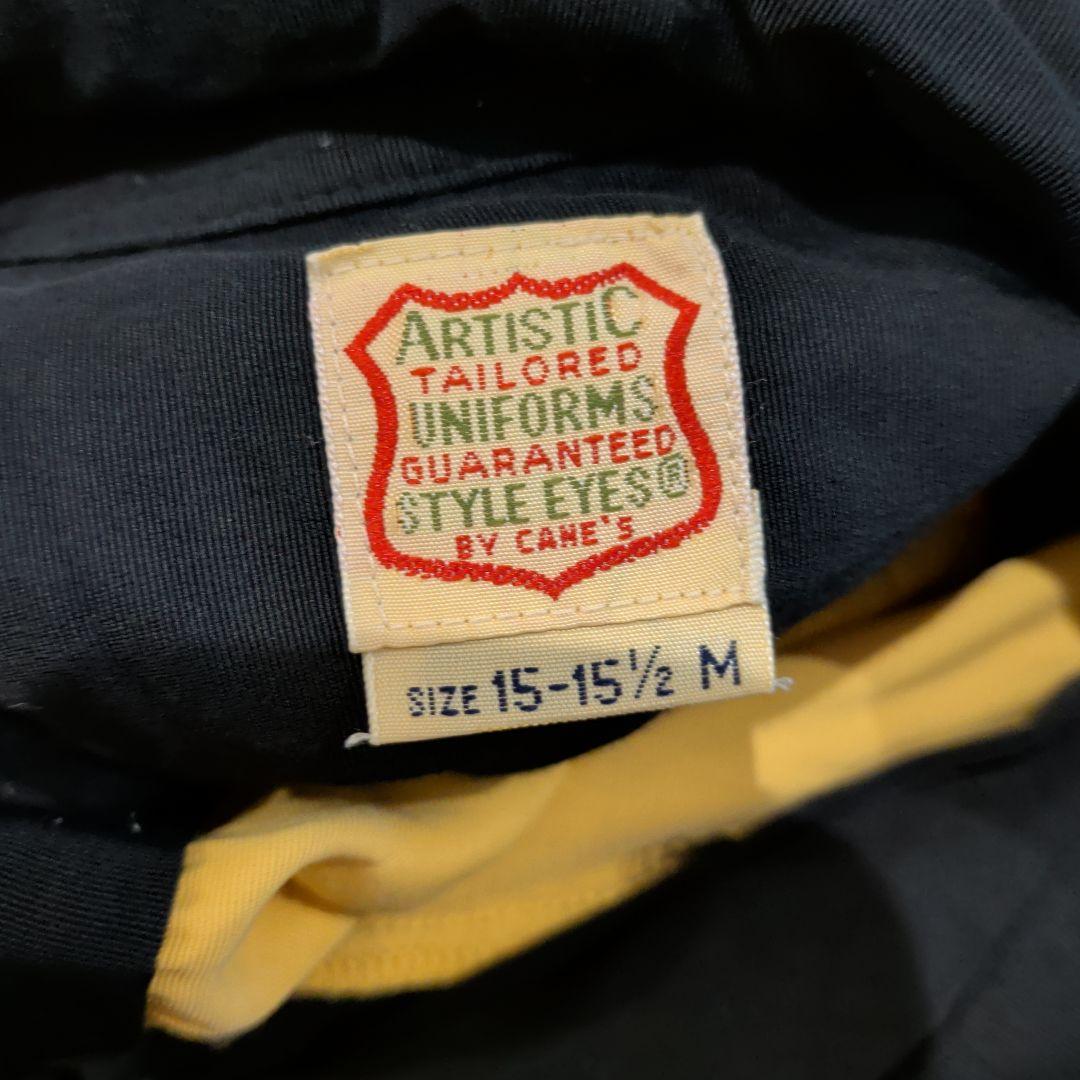 ARTISTIC
TAILORED
UNIFORMS
GUARANTEED
STYLE EYES®
BY CANE'S
SIZE 15-15½ M